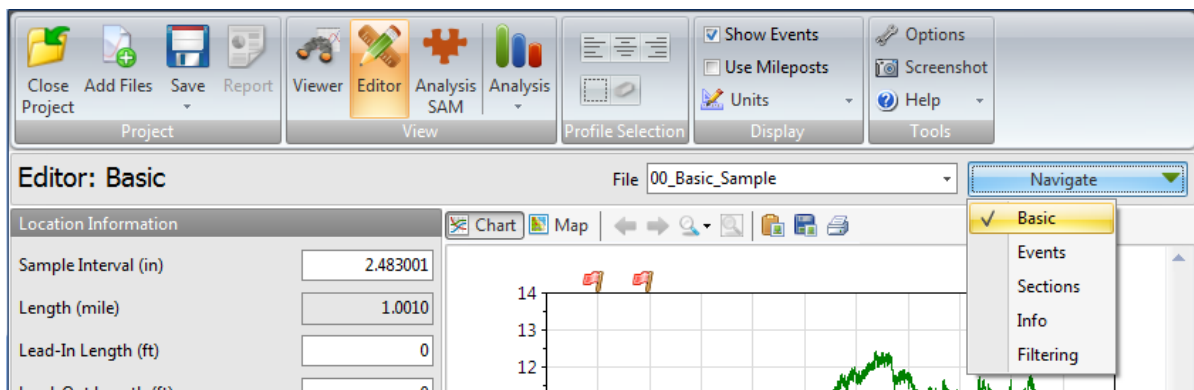 Show Events
Options
Use Mileposts
Screenshot
Close Project
Add Files
Save
Report
Viewer
Editor
Analysis SAM
Analysis
Units
Help
Project
View
Profile Selection
Display
Tools
Editor: Basic
File 00_Basic_Sample
Navigate
Location Information
Chart
Map
Basic
Sample Interval (in) 2.483001
Events
Length (mile) 1.0010
14
Sections
13
Info
Lead-In Length (ft) 0
12
Filtering